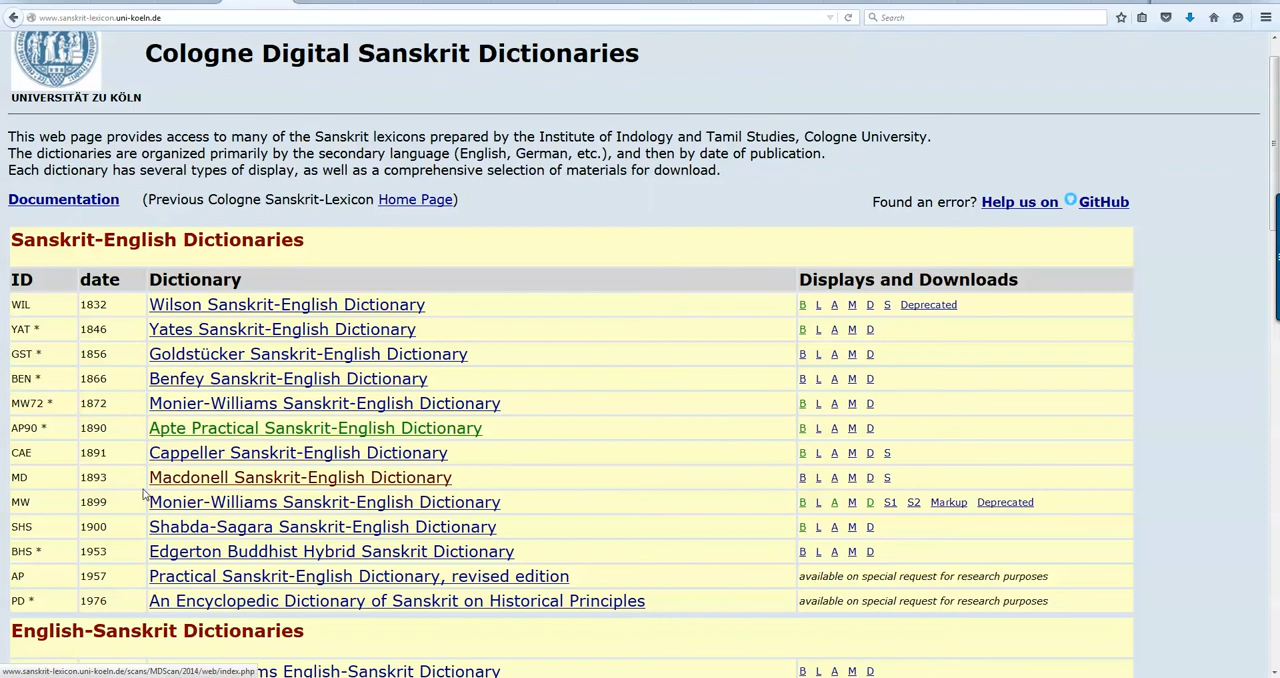 www.sanskrit-lexicon.uni-koeln.de
Search
Cologne Digital Sanskrit Dictionaries
UNIVERSITÄT ZU KÖLN
This web page provides access to many of the Sanskrit lexicons prepared by the Institute of Indology and Tamil Studies, Cologne University.
The dictionaries are organized primarily by the secondary language (English, German, etc.), and then by date of publication.
Each dictionary has several types of display, as well as a comprehensive selection of materials for download.
Documentation (Previous Cologne Sanskrit-Lexicon Home Page) Found an error? Help us on GitHub
Sanskrit-English Dictionaries
ID date Dictionary Displays and Downloads
WIL 1832 Wilson Sanskrit-English Dictionary B L A M D S Deprecated
YAT * 1846 Yates Sanskrit-English Dictionary B L A M D
GST * 1856 Goldstücker Sanskrit-English Dictionary B L A M D
BEN * 1866 Benfey Sanskrit-English Dictionary B L A M D
MW72 * 1872 Monier-Williams Sanskrit-English Dictionary B L A M D
AP90 * 1890 Apte Practical Sanskrit-English Dictionary B L A M D
CAE 1891 Cappeller Sanskrit-English Dictionary B L A M D S
MD 1893 Macdonell Sanskrit-English Dictionary B L A M D S
MW 1899 Monier-Williams Sanskrit-English Dictionary B L A M D S1 S2 Markup Deprecated
SHS 1900 Shabda-Sagara Sanskrit-English Dictionary B L A M D
BHS * 1953 Edgerton Buddhist Hybrid Sanskrit Dictionary B L A M D
AP 1957 Practical Sanskrit-English Dictionary, revised edition available on special request for research purposes
PD * 1976 An Encyclopedic Dictionary of Sanskrit on Historical Principles available on special request for research purposes
English-Sanskrit Dictionaries
www.sanskrit-lexicon.uni-koeln.de/scans/MDScan/2014/web/index.php ms English-Sanskrit Dictionary B L A M D